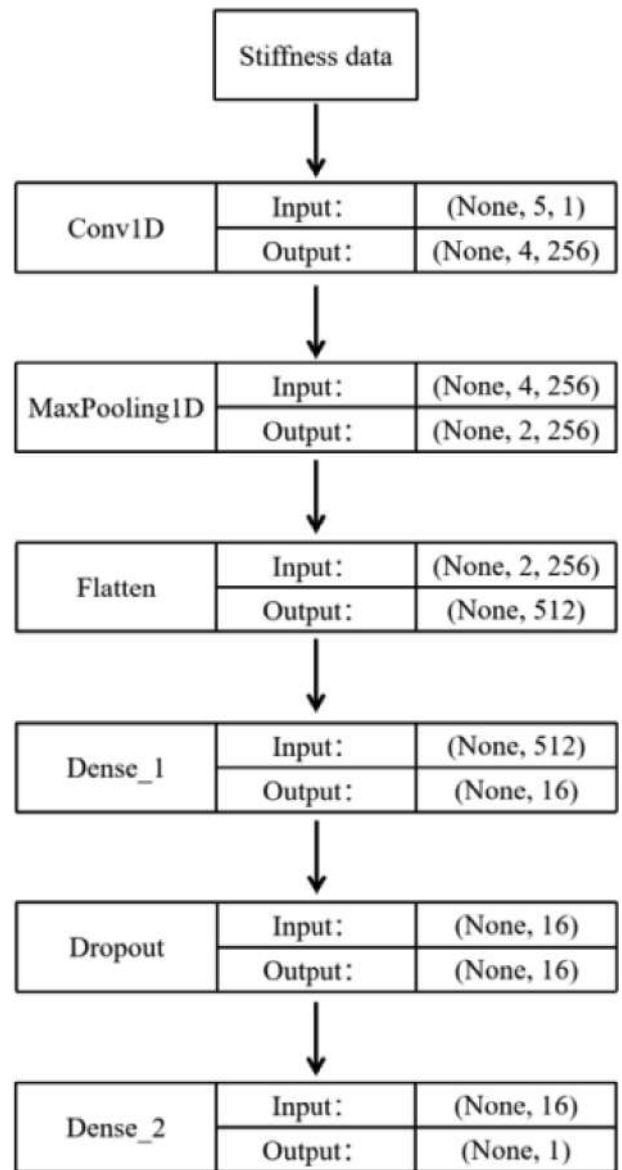 Stiffness data
Conv1D
Input:
(None, 5, 1)
Output:
(None, 4, 256)
MaxPooling1D
Input:
(None, 4, 256)
Output:
(None, 2, 256)
Flatten
Input:
(None, 2, 256)
Output:
(None, 512)
Dense_1
Input:
(None, 512)
Output:
(None, 16)
Dropout
Input:
(None, 16)
Output:
(None, 16)
Dense_2
Input:
(None, 16)
Output:
(None, 1)